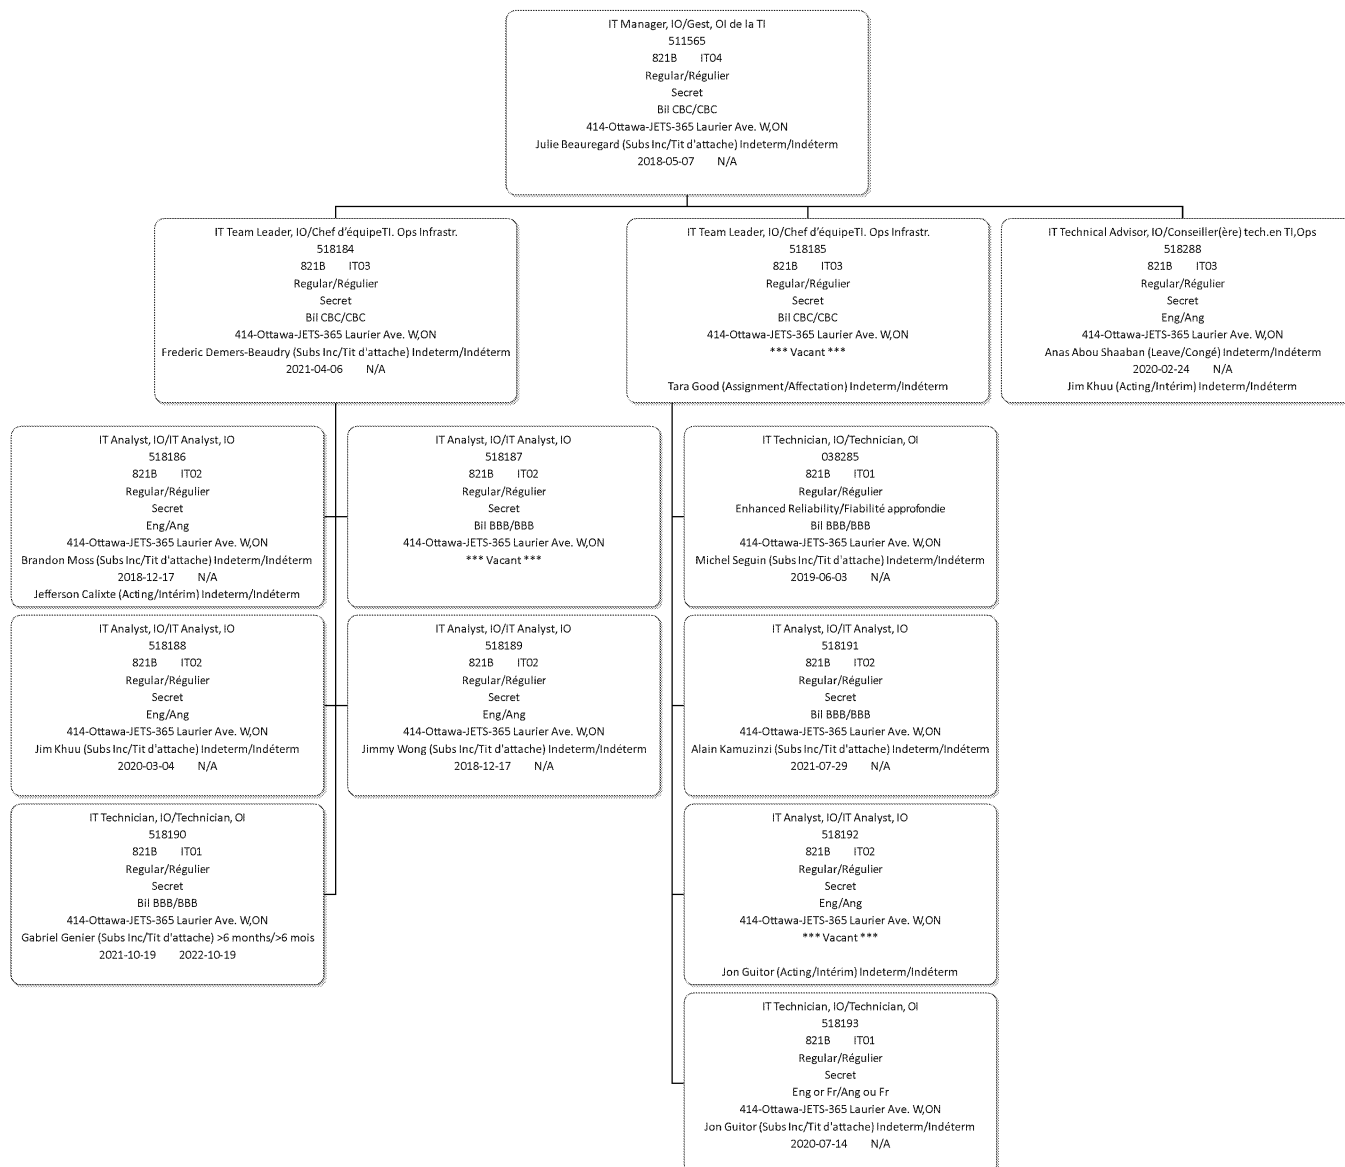 IT Manager, IO/Gest, OI de la TI
511565
821B IT04
Regular/Régulier
Secret
Bil CBC/CBC
414-Ottawa-JETS-365 Laurier Ave. W,ON
Julie Beauregard (Subs Inc/Tit d'attache) Indeterm/Indéterm
2018-05-07 N/A
IT Team Leader, IO/Chef d'équipeTI. Ops Infrastr.
518184
821B IT03
Regular/Régulier
Secret
Bil CBC/CBC
414-Ottawa-JETS-365 Laurier Ave. W,ON
Frederic Demers-Beaudry (Subs Inc/Tit d'attache) Indeterm/Indéterm
2021-04-06 N/A
IT Team Leader, IO/Chef d'équipeTI. Ops Infrastr.
518185
821B IT03
Regular/Régulier
Secret
Bil CBC/CBC
414-Ottawa-JETS-365 Laurier Ave. W,ON
*** Vacant ***
Tara Good (Assignment/Affectation) Indeterm/Indéterm
IT Technical Advisor, IO/Conseiller(ère) tech.en TI,Ops
518288
821B IT03
Regular/Régulier
Secret
Eng/Ang
414-Ottawa-JETS-365 Laurier Ave. W,ON
Anas Abou Shaaban (Leave/Congé) Indeterm/Indéterm
2020-02-24 N/A
Jim Khuu (Acting/Intérim) Indeterm/Indéterm
IT Analyst, IO/IT Analyst, IO
518186
821B IT02
Regular/Régulier
Secret
Eng/Ang
414-Ottawa-JETS-365 Laurier Ave. W,ON
Brandon Moss (Subs Inc/Tit d'attache) Indeterm/Indéterm
2018-12-17 N/A
Jefferson Calixte (Acting/Intérim) Indeterm/Indéterm
IT Analyst, IO/IT Analyst, IO
518187
821B IT02
Regular/Régulier
Secret
Bil BBB/BBB
414-Ottawa-JETS-365 Laurier Ave. W,ON
*** Vacant ***
IT Technician, IO/Technician, OI
038285
821B IT01
Regular/Régulier
Enhanced Reliability/Fiabilité approfondie
Bil BBB/BBB
414-Ottawa-JETS-365 Laurier Ave. W,ON
Michel Seguin (Subs Inc/Tit d'attache) Indeterm/Indéterm
2019-06-03 N/A
IT Analyst, IO/IT Analyst, IO
518188
821B IT02
Regular/Régulier
Secret
Eng/Ang
414-Ottawa-JETS-365 Laurier Ave. W,ON
Jim Khuu (Subs Inc/Tit d'attache) Indeterm/Indéterm
2020-03-04 N/A
IT Analyst, IO/IT Analyst, IO
518189
821B IT02
Regular/Régulier
Secret
Eng/Ang
414-Ottawa-JETS-365 Laurier Ave. W,ON
Jimmy Wong (Subs Inc/Tit d'attache) Indeterm/Indéterm
2018-12-17 N/A
IT Analyst, IO/IT Analyst, IO
518191
821B IT02
Regular/Régulier
Secret
Bil BBB/BBB
414-Ottawa-JETS-365 Laurier Ave. W,ON
Alain Kamuzinzi (Subs Inc/Tit d'attache) Indeterm/Indéterm
2021-07-29 N/A
IT Technician, IO/Technician, OI
518190
821B IT01
Regular/Régulier
Secret
Bil BBB/BBB
414-Ottawa-JETS-365 Laurier Ave. W,ON
Gabriel Genier (Subs Inc/Tit d'attache) >6 months/>6 mois
2021-10-19 2022-10-19
IT Analyst, IO/IT Analyst, IO
518192
821B IT02
Regular/Régulier
Secret
Eng/Ang
414-Ottawa-JETS-365 Laurier Ave. W,ON
*** Vacant ***
Jon Guitor (Acting/Intérim) Indeterm/Indéterm
IT Technician, IO/Technician, OI
518193
821B IT01
Regular/Régulier
Secret
Eng or Fr/Ang ou Fr
414-Ottawa-JETS-365 Laurier Ave. W,ON
Jon Guitor (Subs Inc/Tit d'attache) Indeterm/Indéterm
2020-07-14 N/A